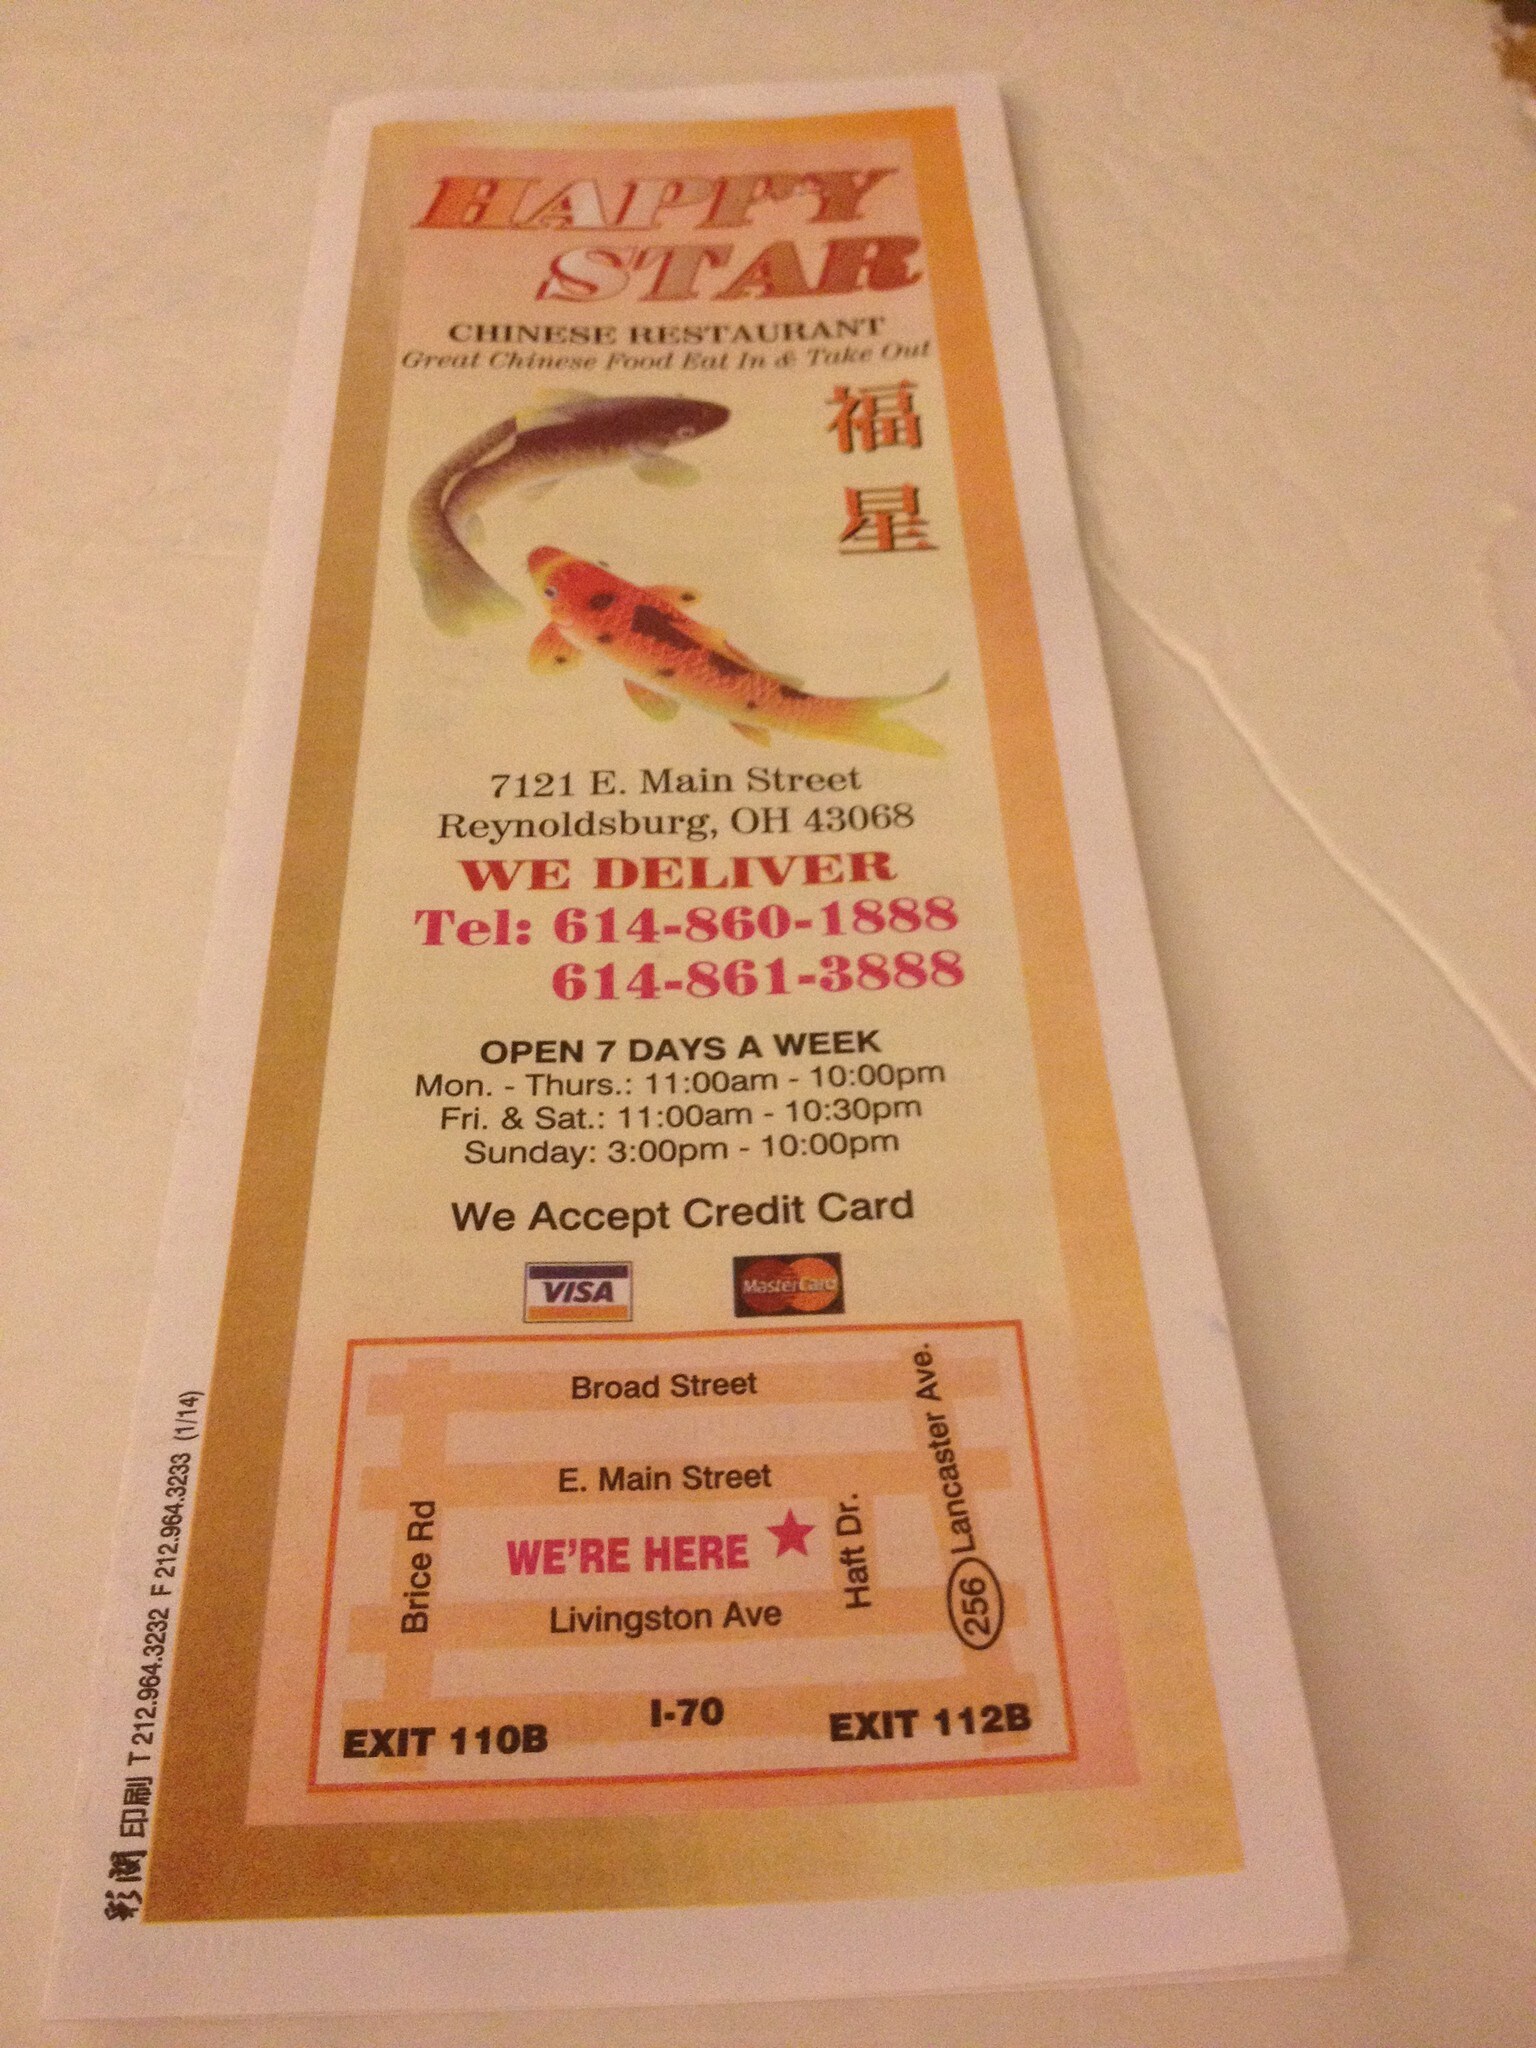 HAPPY
STAR
CHINESE RESTAURANT
Great Chinese Food Eat In & Take Out
福
星
7121 E. Main Street
Reynoldsburg, OH 43068
WE DELIVER
Tel: 614-860-1888
614-861-3888
OPEN 7 DAYS A WEEK
Mon. - Thurs.: 11:00am - 10:00pm
Fri. & Sat.: 11:00am - 10:30pm
Sunday: 3:00pm - 10:00pm
We Accept Credit Card
VISA
MasterCard
Broad Street
E. Main Street
WE'RE HERE
Livingston Ave
Brice Rd
Haft Dr.
256 Lancaster Ave.
I-70
EXIT 110B
EXIT 112B
印刷 T 212.964.3232 F 212.964.3233 (1/14)